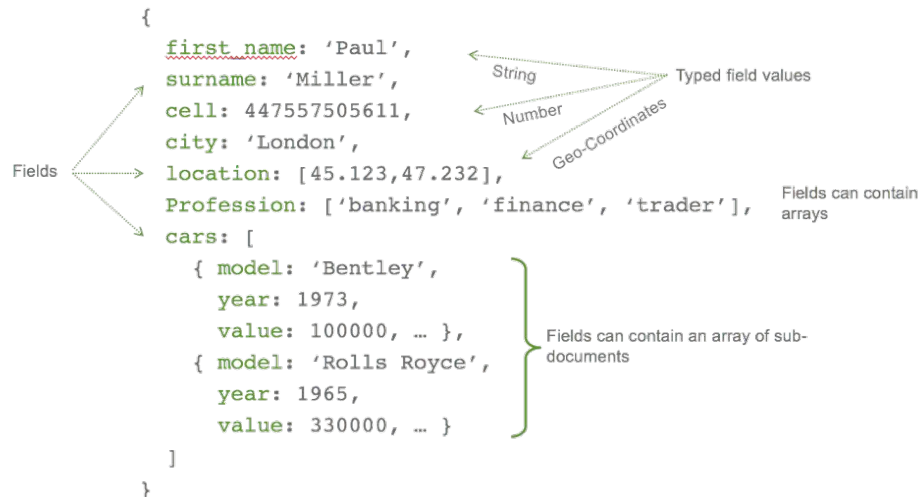 {
first_name: ‘Paul’,
String
Typed field values
surname: ‘Miller’,
cell: 447557505611,
Number
city: ‘London’,
Geo-Coordinates
Fields
location: [45.123,47.232],
Profession: [‘banking’, ‘finance’, ‘trader’],
Fields can contain
arrays
cars: [
{ model: ‘Bentley’,
year: 1973,
value: 100000, … },
Fields can contain an array of sub-
documents
{ model: ‘Rolls Royce’,
year: 1965,
value: 330000, … }
]
}